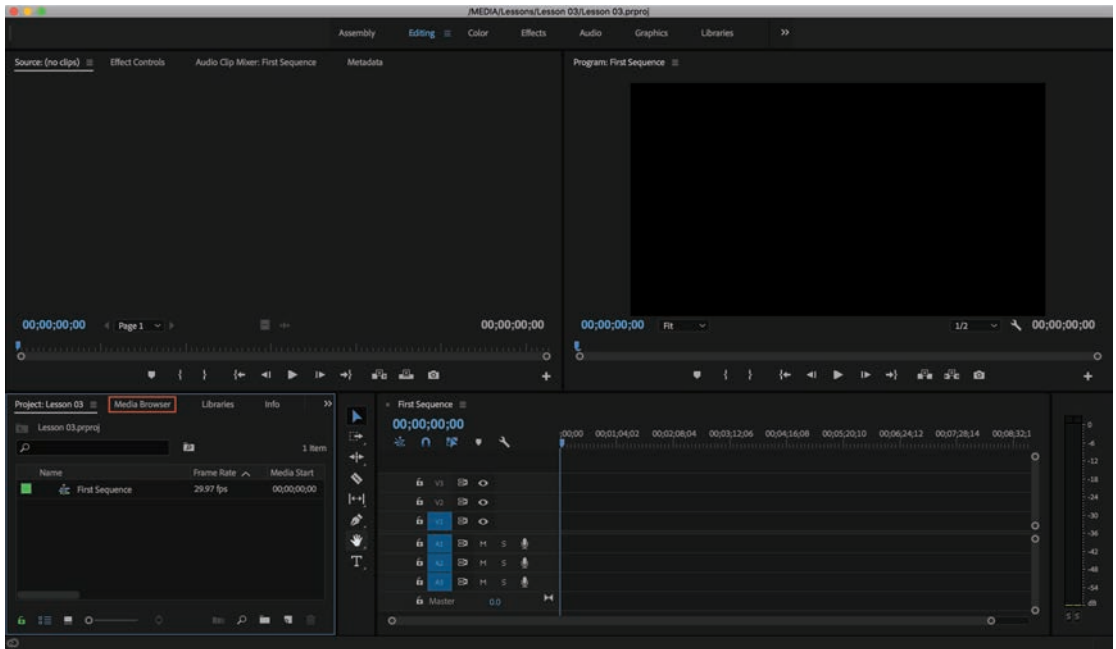 /MEDIA/Lessons/Lesson 03/Lesson 03.prproj
Assembly Editing Color Effects Audio Graphics Libraries
Source: (no clips) Effect Controls Audio Clip Mixer: First Sequence Metadata
Program: First Sequence
00;00;00;00 Page 1 00;00;00;00
00;00;00;00 Fit 1/2 00;00;00;00
Project: Lesson 03 Media Browser Libraries Info
Lesson 03.prproj
1 Item
Name Frame Rate Media Start
First Sequence 29.97 fps 00;00;00;00
First Sequence
00;00;00;00
;00;00 00;01;04;02 00;02;08;04 00;03;12;06 00;04;16;08 00;05;20;10 00;06;24;12 00;07;28;14 00;08;32;1
V3
V2
V1
A1 M S
A2 M S
A3 M S
Master 0.0
T
0
-6
-12
-18
-24
-30
-36
-42
-48
-54
dB
S S